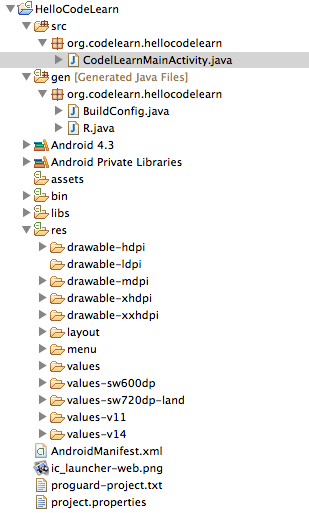 HelloCodeLearn
src
org.codelearn.hellocodelearn
CodelLearnMainActivity.java
gen [Generated Java Files]
org.codelearn.hellocodelearn
BuildConfig.java
R.java
Android 4.3
Android Private Libraries
assets
bin
libs
res
drawable-hdpi
drawable-ldpi
drawable-mdpi
drawable-xhdpi
drawable-xxhdpi
layout
menu
values
values-sw600dp
values-sw720dp-land
values-v11
values-v14
AndroidManifest.xml
ic_launcher-web.png
proguard-project.txt
project.properties